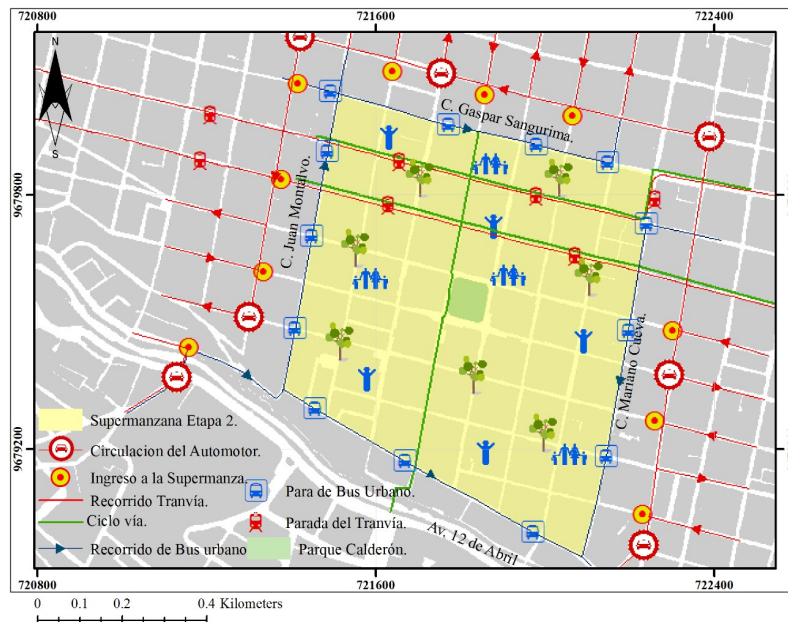 720800
721600
722400
N
S
C. Gaspar Sangurima.
9679800
C. Juan Montalvo.
C. Mariano Cueva.
9679200
Supermanzana Etapa 2.
Circulacion del Automotor.
Ingreso a la Supermanza.
Recorrido Tranvía.
Ciclo vía.
Recorrido de Bus urbano
Para de Bus Urbano.
Parada del Tranvía.
Parque Calderón.
Av. 12 de Abril
720800
721600
722400
0 0.1 0.2 0.4 Kilometers